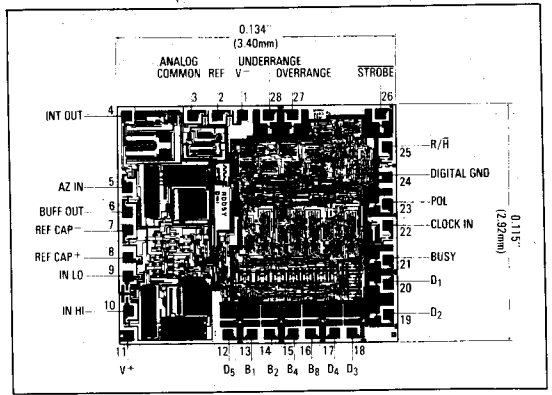 0.134"
(3.40mm)
ANALOG UNDERRANGE
COMMON REF V− OVERRANGE STROBE
INT OUT 4 3 2 1 28 27 26
25 R/H̅
AZ IN 5
24 DIGITAL GND
BUFF OUT 6
23 POL
REF CAP− 7
22 CLOCK IN
0.115"
(2.92mm)
REF CAP+ 8
21 BUSY
IN LO 9
20 D1
IN HI 10
19 D2
11 12 13 14 15 16 17 18
V+ D5 B1 B2 B4 B8 D4 D3